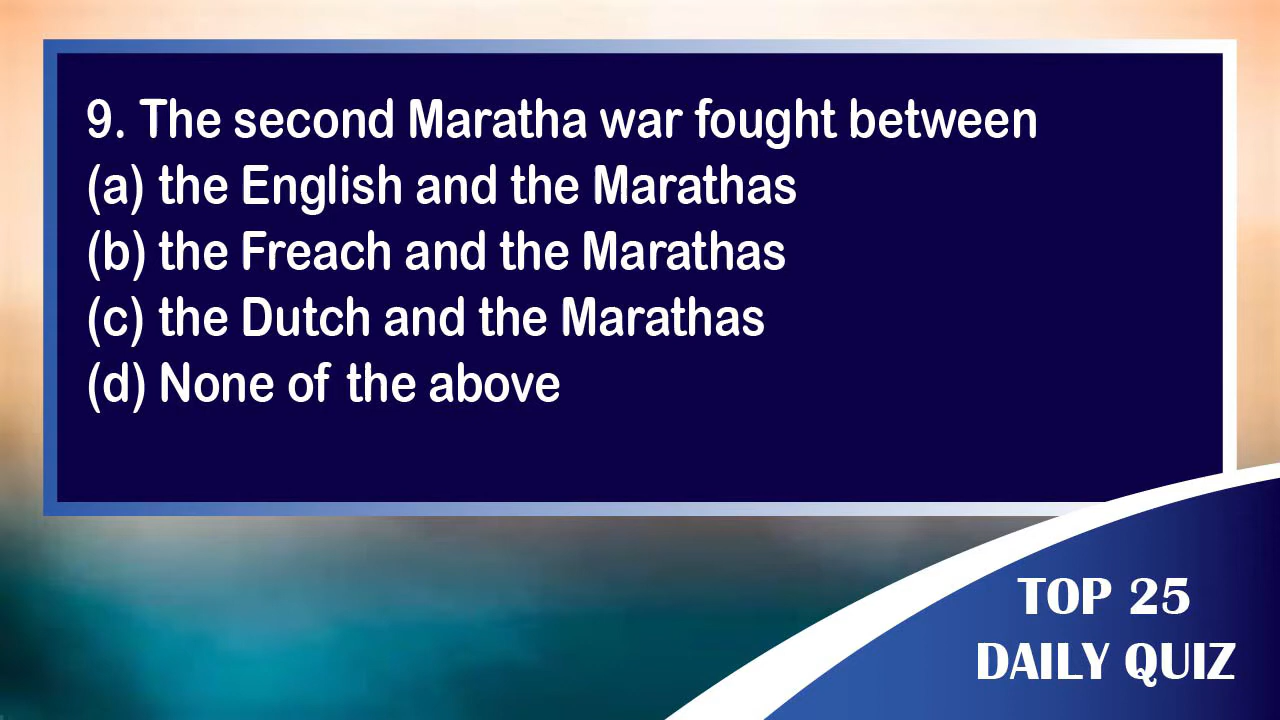 9. The second Maratha war fought between
(a) the English and the Marathas
(b) the Freach and the Marathas
(c) the Dutch and the Marathas
(d) None of the above
TOP 25
DAILY QUIZ